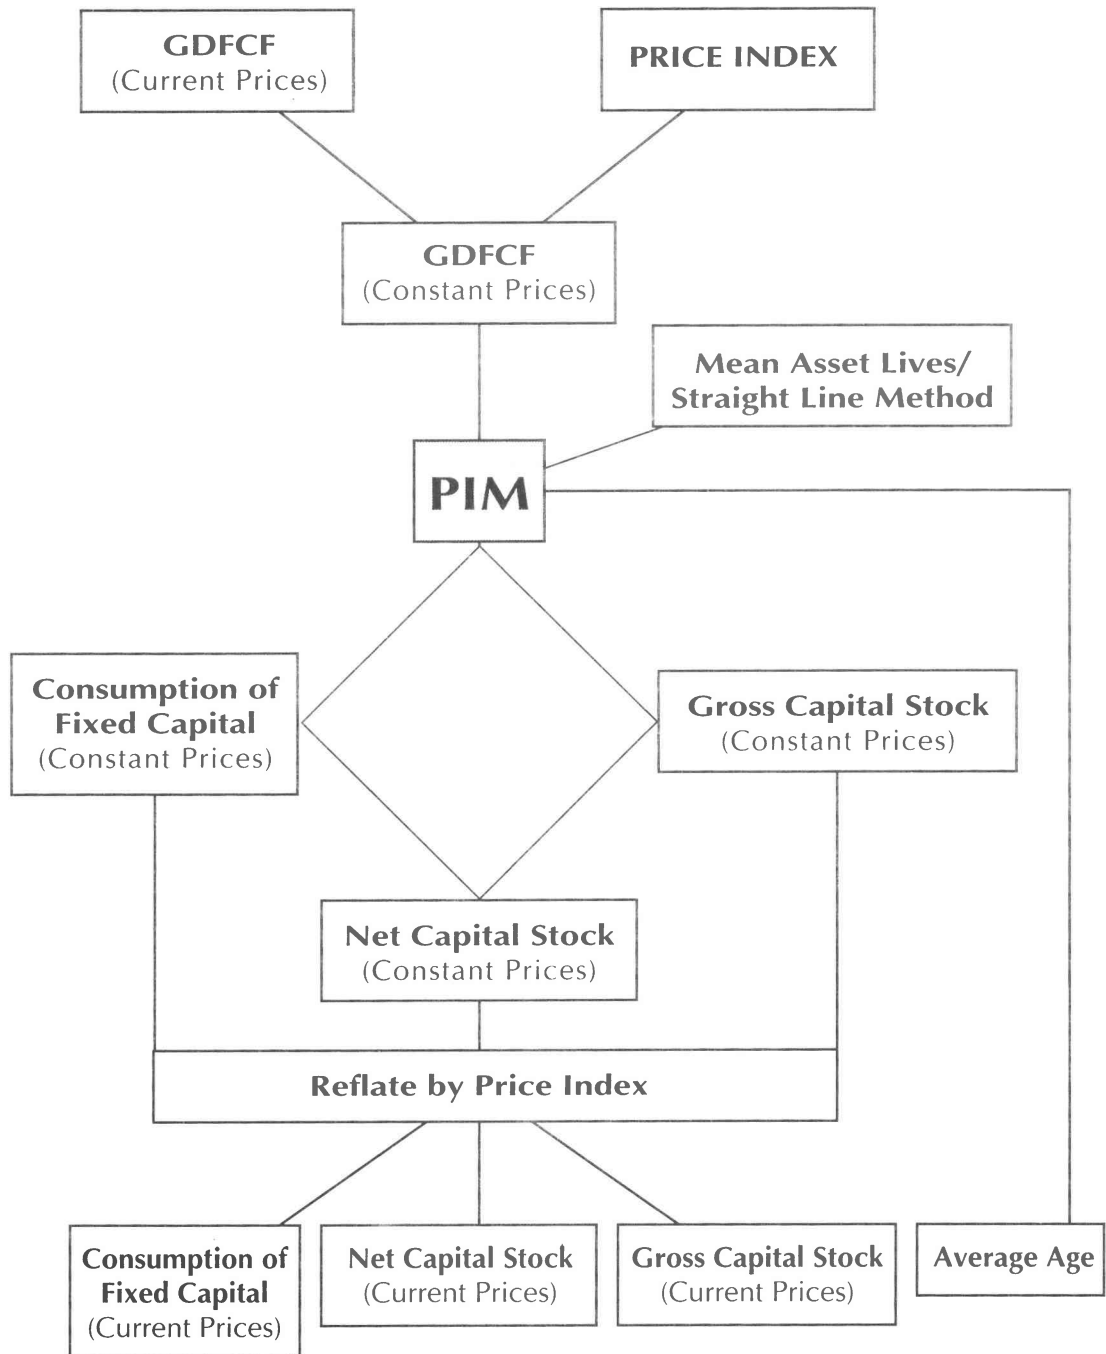 GDFCF
(Current Prices)
PRICE INDEX
GDFCF
(Constant Prices)
Mean Asset Lives/
Straight Line Method
PIM
Consumption of
Fixed Capital
(Constant Prices)
Gross Capital Stock
(Constant Prices)
Net Capital Stock
(Constant Prices)
Reflate by Price Index
Consumption of
Fixed Capital
(Current Prices)
Net Capital Stock
(Current Prices)
Gross Capital Stock
(Current Prices)
Average Age